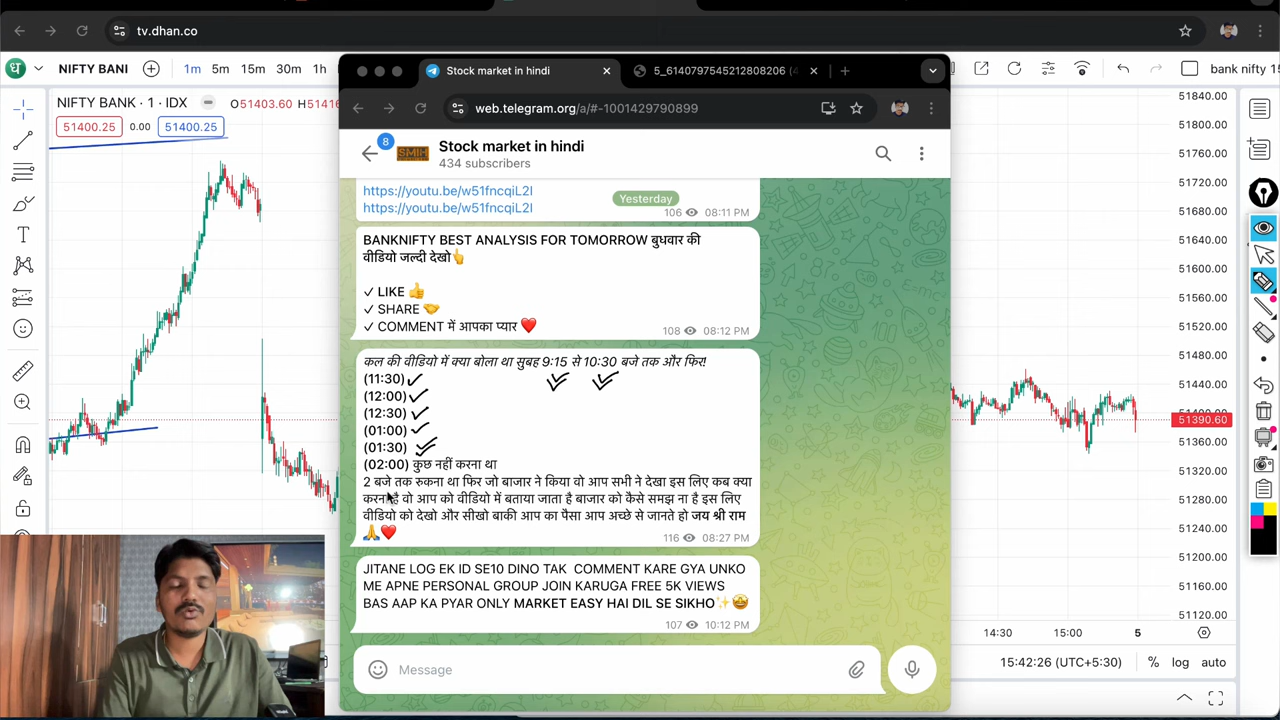 tv.dhan.co
NIFTY BANI
1m 5m 15m 30m 1h
NIFTY BANK · 1 · IDX
O51403.60
51400.25 0.00 51400.25
Stock market in hindi
5_6140797545212808206
web.telegram.org/a/#-1001429790899
8
SMIH
Stock market in hindi
434 subscribers
https://youtu.be/w51fncqiL2I
Yesterday
https://youtu.be/w51fncqiL2I
106 08:11 PM
BANKNIFTY BEST ANALYSIS FOR TOMORROW बुधवार की
वीडियो जल्दी देखो👆
✓ LIKE 👍
✓ SHARE 🤝
✓ COMMENT में आपका प्यार ❤️
108 08:12 PM
कल की वीडियो में क्या बोला था सुबह 9:15 से 10:30 बजे तक और फिर!
(11:30)
(12:00)
(12:30)
(01:00)
(01:30)
(02:00) कुछ नहीं करना था
2 बजे तक रुकना था फिर जो बाजार ने किया वो आप सभी ने देखा इस लिए कब क्या
करना है वो आप को वीडियो में बताया जाता है बाजार को कैसे समझ ना है इस लिए
वीडियो को देखो और सीखो बाकी आप का पैसा आप अच्छे से जानते हो जय श्री राम
🙏❤️
116 08:27 PM
JITANE LOG EK ID SE10 DINO TAK COMMENT KARE GYA UNKO
ME APNE PERSONAL GROUP JOIN KARUGA FREE 5K VIEWS
BAS AAP KA PYAR ONLY MARKET EASY HAI DIL SE SIKHO✨🤩
107 10:12 PM
Message
bank nifty 15
51840.00
51800.00
51760.00
51720.00
51680.00
51640.00
51600.00
51560.00
51520.00
51480.00
51440.00
51390.60
51360.00
51320.00
51280.00
51240.00
51200.00
51160.00
51120.00
14:30 15:00 5
15:42:26 (UTC+5:30) % log auto